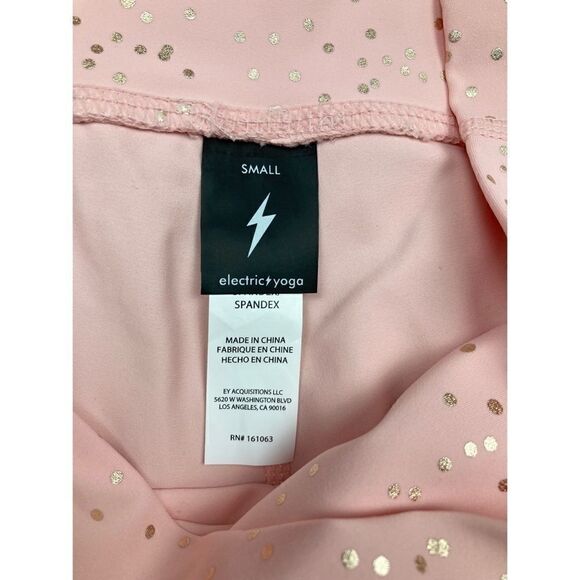 SMALL
electric yoga
SPANDEX
MADE IN CHINA
FABRIQUE EN CHINE
HECHO EN CHINA
EY ACQUISITIONS LLC
5620 W WASHINGTON BLVD
LOS ANGELES, CA 90016
RN# 161063